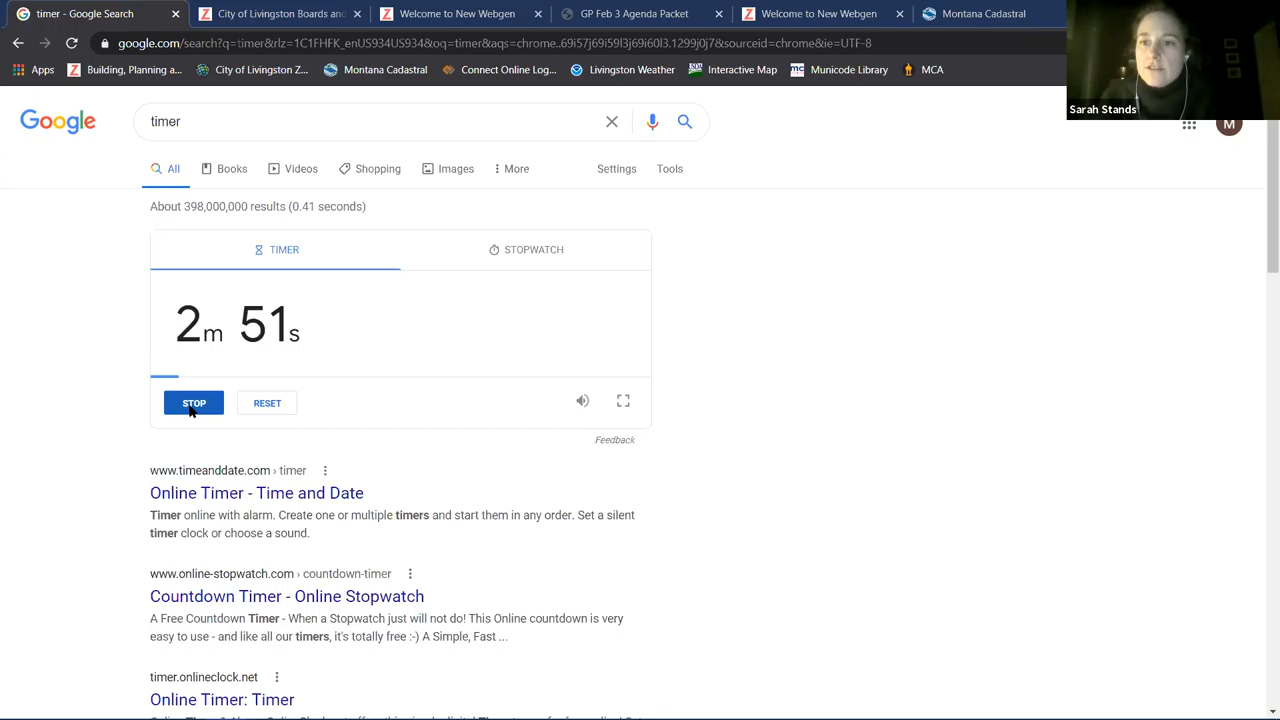 timer - Google Search
City of Livingston Boards and
Welcome to New Webgen
GP Feb 3 Agenda Packet
Welcome to New Webgen
Montana Cadastral
google.com/search?q=timer&rlz=1C1FHFK_enUS934US934&oq=timer&aqs=chrome..69i57j69i59l3j69i60l3.1299j0j7&sourceid=chrome&ie=UTF-8
Apps
Building, Planning a...
City of Livingston Z...
Montana Cadastral
Connect Online -...
Livingston Weather
Interactive Map
Municode Library
MCA
Sarah Stands
Google
timer
M
All
Books
Videos
Shopping
Images
More
Settings
Tools
About 398,000,000 results (0.41 seconds)
TIMER
STOPWATCH
2m 51s
STOP
RESET
Feedback
www.timeanddate.com › timer
Online Timer - Time and Date
Timer online with alarm. Create one or multiple timers and start them in any order. Set a silent
timer clock or choose a sound.
www.online-stopwatch.com › countdown-timer
Countdown Timer - Online Stopwatch
A Free Countdown Timer - When a Stopwatch just will not do! This Online countdown is very
easy to use - and like all our timers, it's totally free :-) A Simple, Fast ...
timer.onlineclock.net
Online Timer: Timer